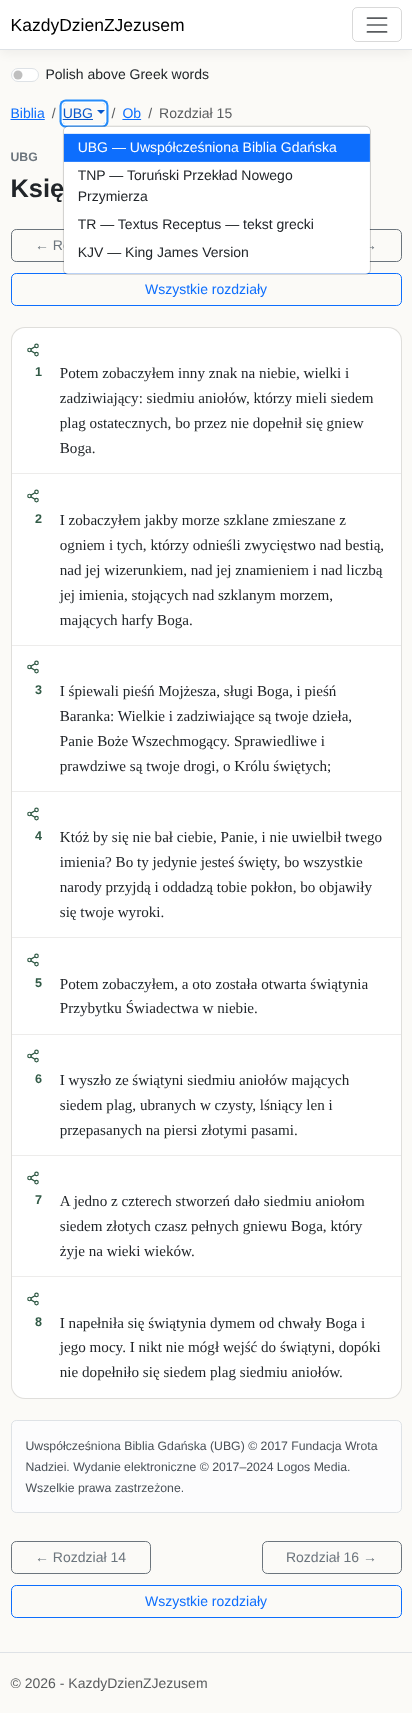 KazdyDzienZJezusem
Polish above Greek words
Biblia / UBG / Ob / Rozdział 15
UBG — Uwspółcześniona Biblia Gdańska
TNP — Toruński Przekład Nowego
Przymierza
TR — Textus Receptus — tekst grecki
KJV — King James Version
UBG
← →
Wszystkie rozdziały
1 Potem zobaczyłem inny znak na niebie, wielki i
zadziwiający: siedmiu aniołów, którzy mieli siedem
plag ostatecznych, bo przez nie dopełnił się gniew
Boga.
2 I zobaczyłem jakby morze szklane zmieszane z
ogniem i tych, którzy odnieśli zwycięstwo nad bestią,
nad jej wizerunkiem, nad jej znamieniem i nad liczbą
jej imienia, stojących nad szklanym morzem,
mających harfy Boga.
3 I śpiewali pieśń Mojżesza, sługi Boga, i pieśń
Baranka: Wielkie i zadziwiające są twoje dzieła,
Panie Boże Wszechmogący. Sprawiedliwe i
prawdziwe są twoje drogi, o Królu świętych;
4 Któż by się nie bał ciebie, Panie, i nie uwielbił twego
imienia? Bo ty jedynie jesteś święty, bo wszystkie
narody przyjdą i oddadzą tobie pokłon, bo objawiły
się twoje wyroki.
5 Potem zobaczyłem, a oto została otwarta świątynia
Przybytku Świadectwa w niebie.
6 I wyszło ze świątyni siedmiu aniołów mających
siedem plag, ubranych w czysty, lśniący len i
przepasanych na piersi złotymi pasami.
7 A jedno z czterech stworzeń dało siedmiu aniołom
siedem złotych czasz pełnych gniewu Boga, który
żyje na wieki wieków.
8 I napełniła się świątynia dymem od chwały Boga i
jego mocy. I nikt nie mógł wejść do świątyni, dopóki
nie dopełniło się siedem plag siedmiu aniołów.
Uwspółcześniona Biblia Gdańska (UBG) © 2017 Fundacja Wrota
Nadziei. Wydanie elektroniczne © 2017–2024 Logos Media.
Wszelkie prawa zastrzeżone.
← Rozdział 14
Rozdział 16 →
Wszystkie rozdziały
© 2026 - KazdyDzienZJezusem